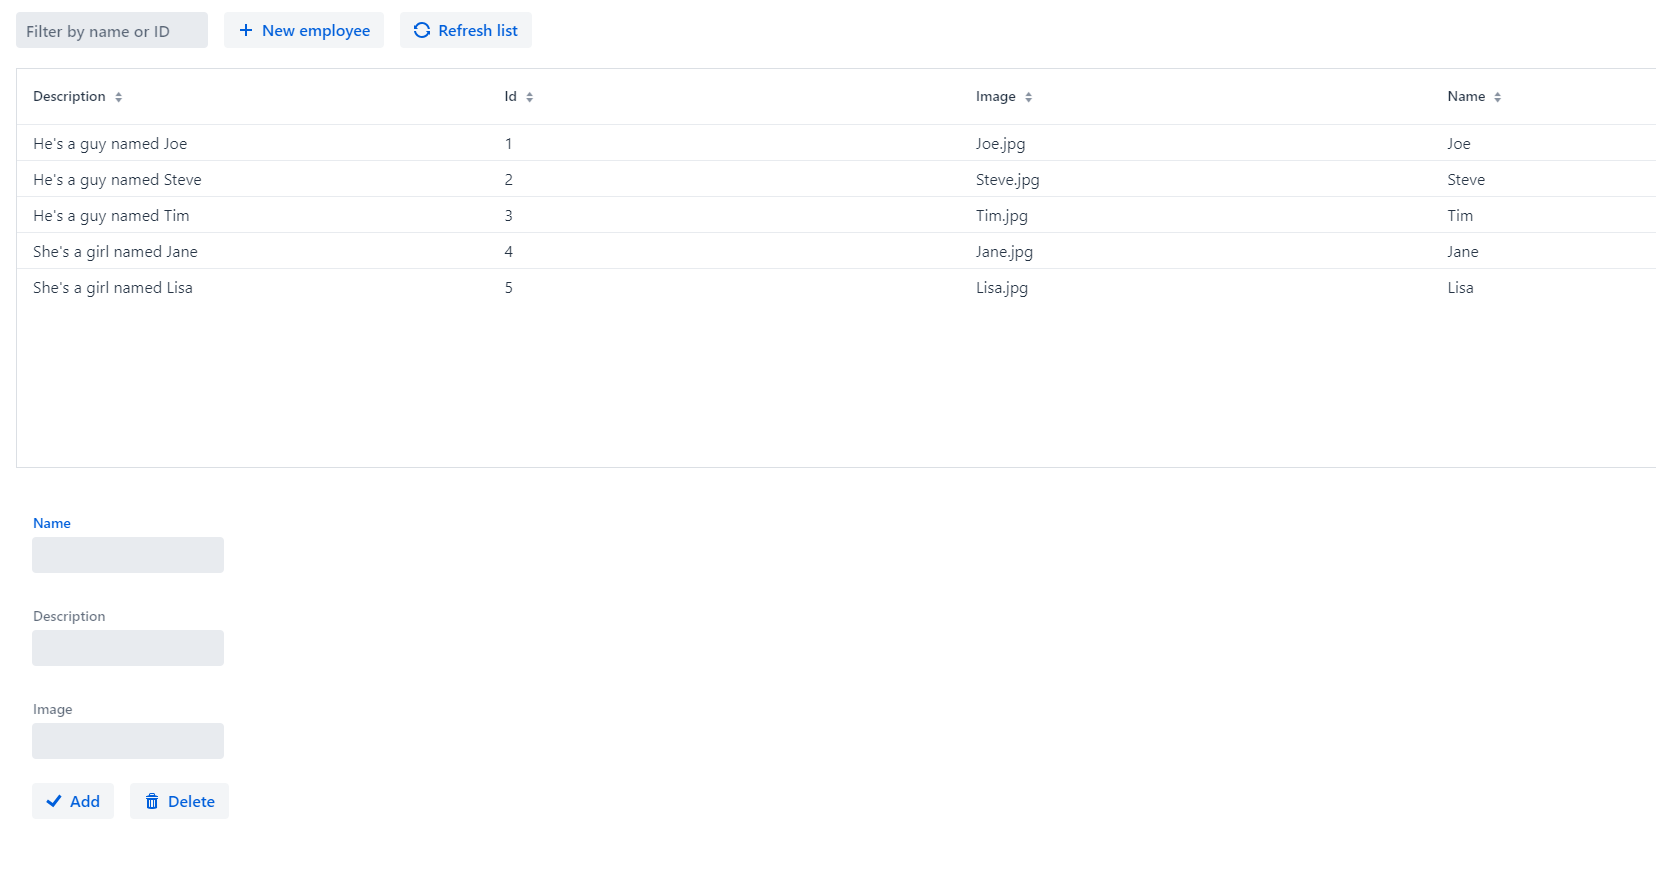 Filter by name or ID New employee Refresh list
Description Id Image Name
He's a guy named Joe 1 Joe.jpg Joe
He's a guy named Steve 2 Steve.jpg Steve
He's a guy named Tim 3 Tim.jpg Tim
She's a girl named Jane 4 Jane.jpg Jane
She's a girl named Lisa 5 Lisa.jpg Lisa
Name
Description
Image
Add Delete